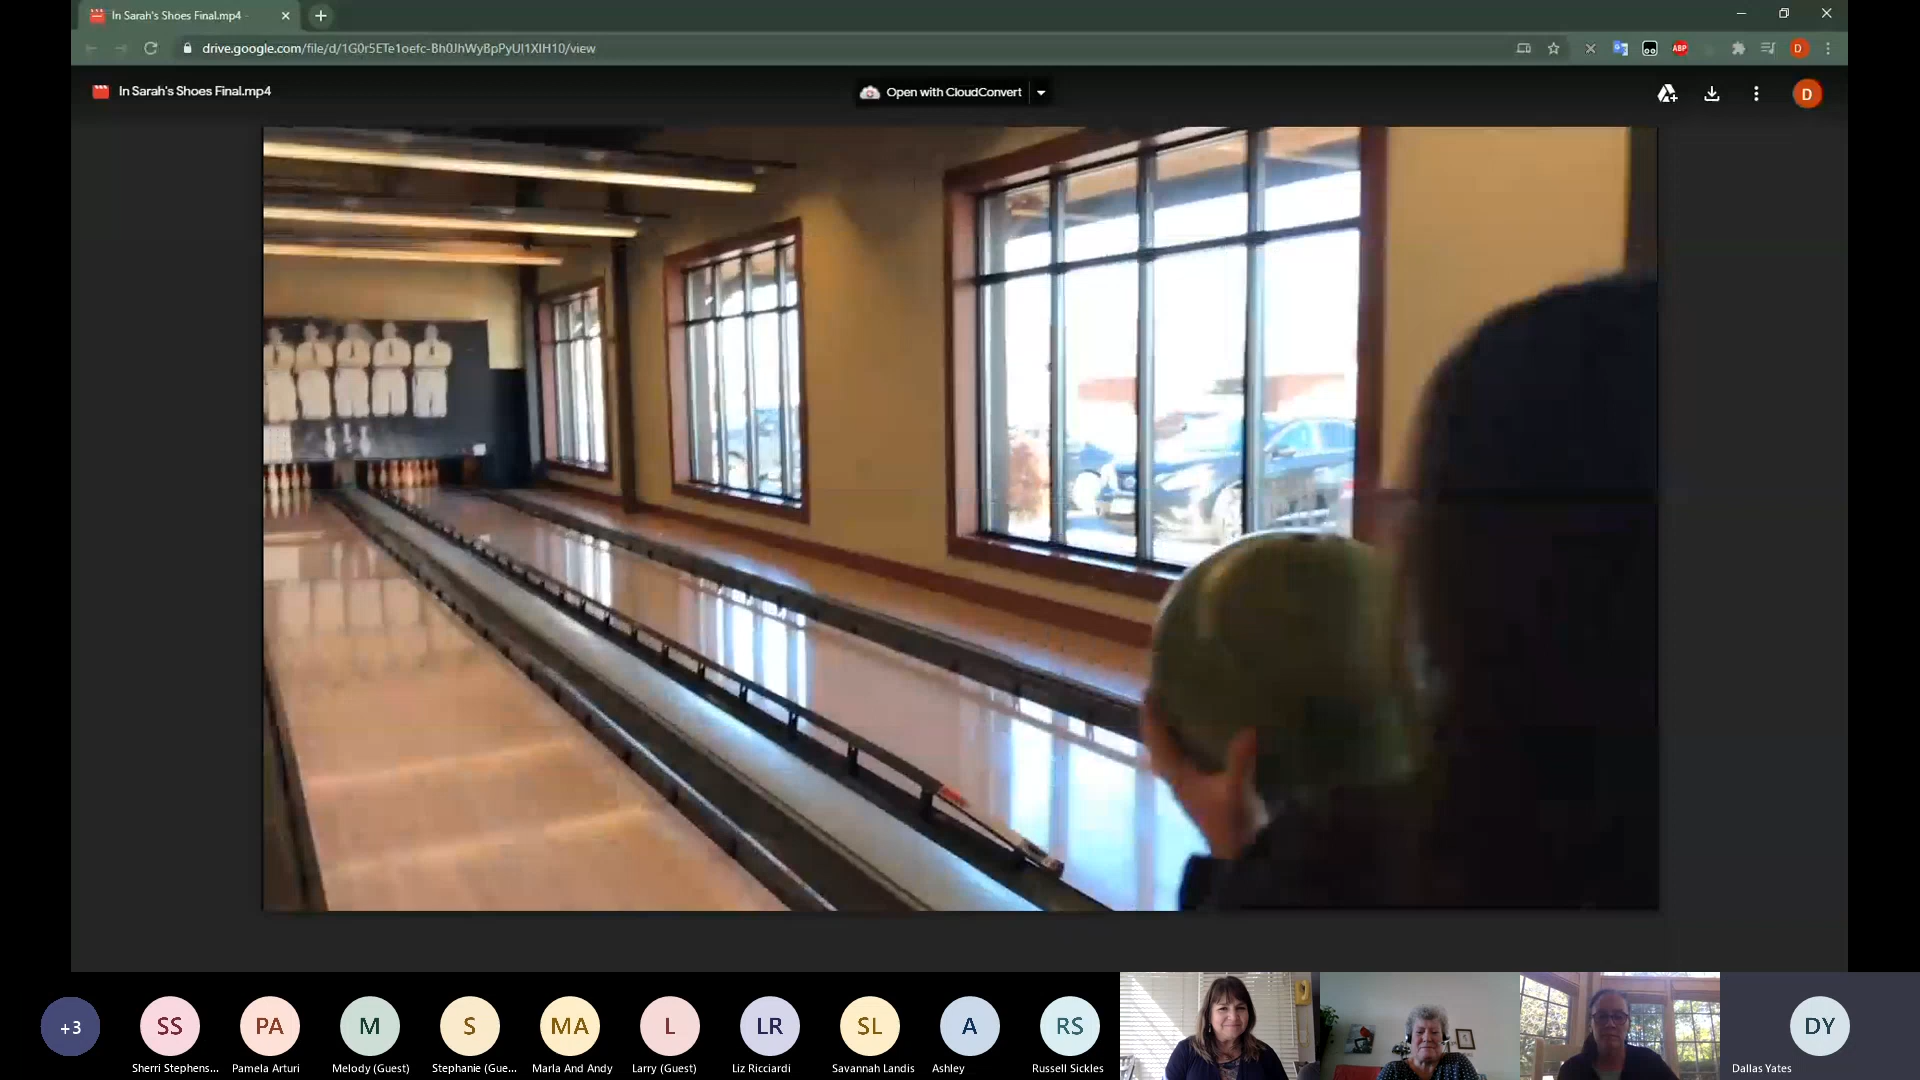 In Sarah's Shoes Final.mp4
drive.google.com/file/d/1G0r5ETe1oefc-Bh0JhWyBpPyUl1XlH10/view
ABP
D
In Sarah's Shoes Final.mp4
Open with CloudConvert
D
+3
SS
PA
M
S
MA
L
LR
SL
A
RS
DY
Sherri Stephens...
Pamela Arturi
Melody (Guest)
Stephanie (Gue...
Marla And Andy
Larry (Guest)
Liz Ricciardi
Savannah Landis
Ashley
Russell Sickles
Dallas Yates